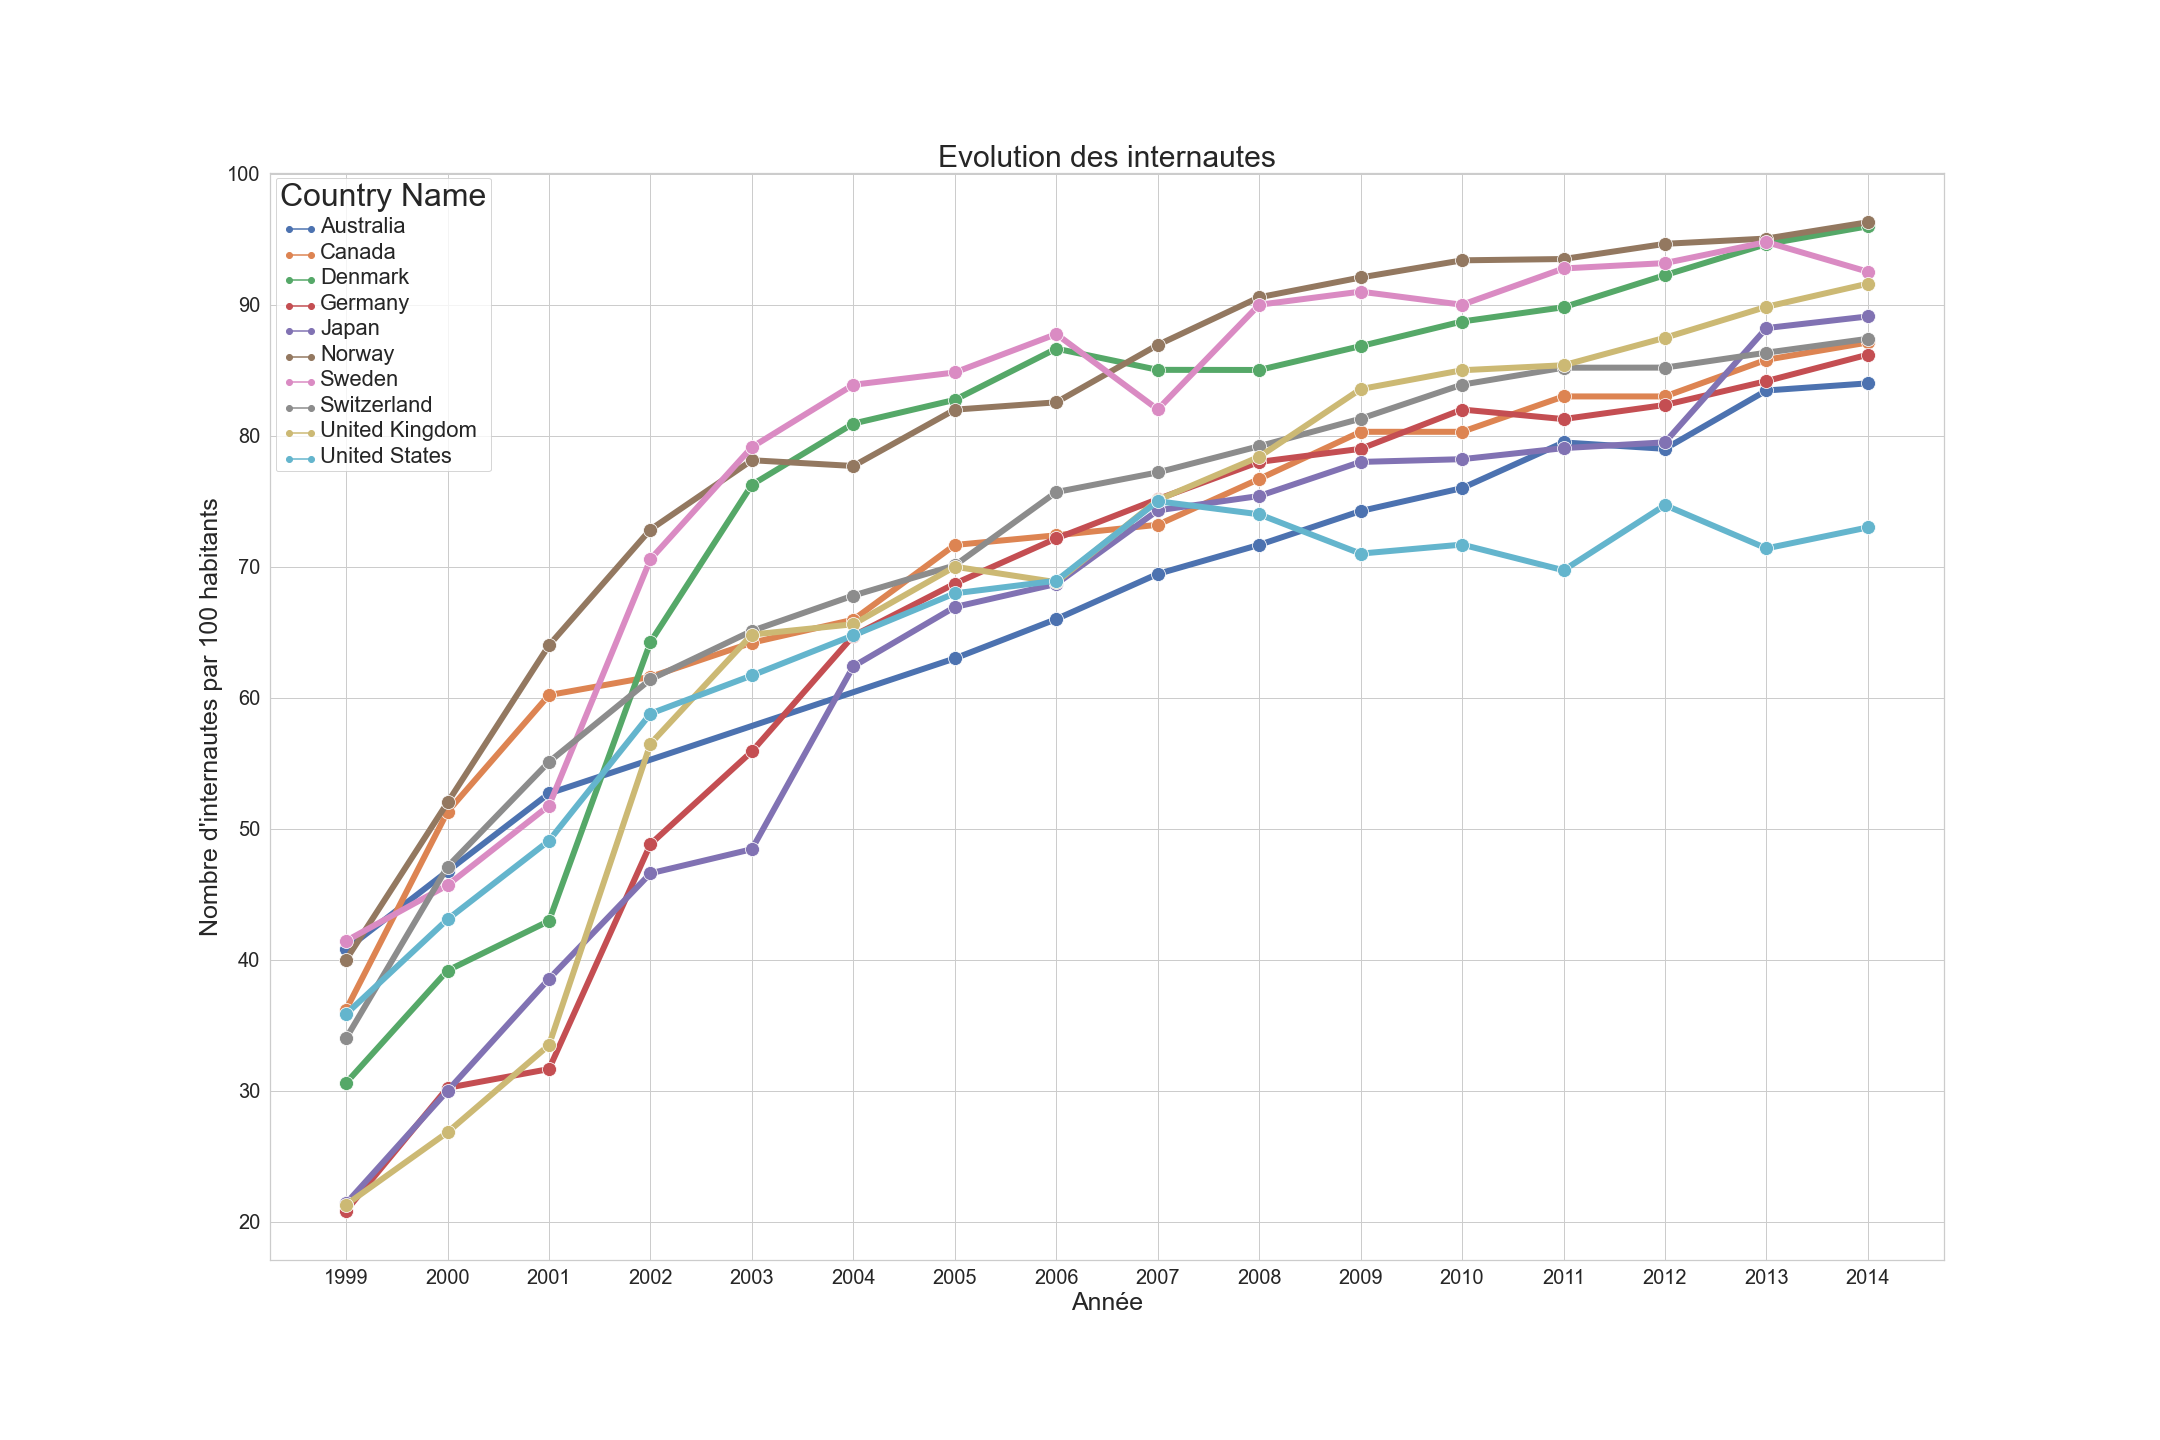 Evolution des internautes
100
90
80
70
60
50
40
30
20
Nombre d'internautes par 100 habitants
Country Name
Australia
Canada
Denmark
Germany
Japan
Norway
Sweden
Switzerland
United Kingdom
United States
1999 2000 2001 2002 2003 2004 2005 2006 2007 2008 2009 2010 2011 2012 2013 2014
Année